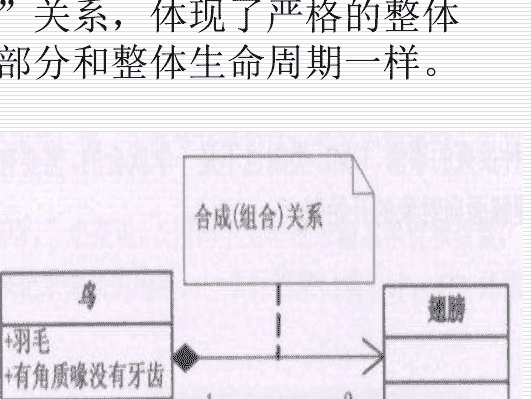 ”关系，体现了严格的整体
部分和整体生命周期一样。
合成(组合)关系
鸟
翅膀
+羽毛
+有角质喙没有牙齿